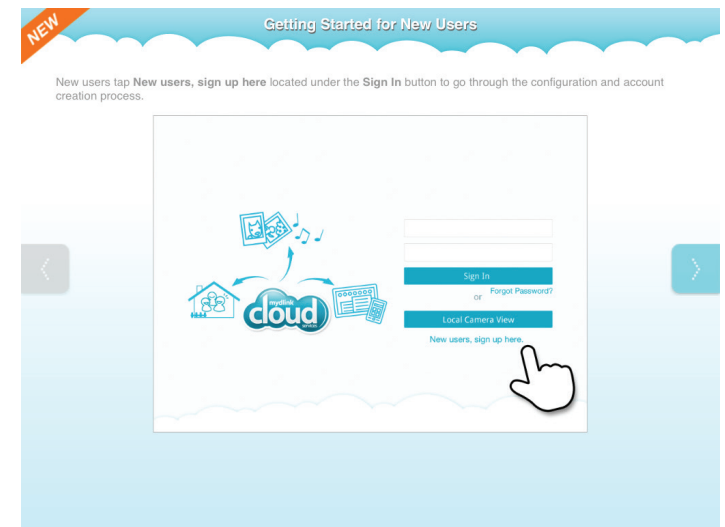 NEW
Getting Started for New Users
New users tap New users, sign up here located under the Sign In button to go through the configuration and account
creation process.
mydlink
cloud
services
Sign In
Forgot Password?
or
Local Camera View
New users, sign up here.